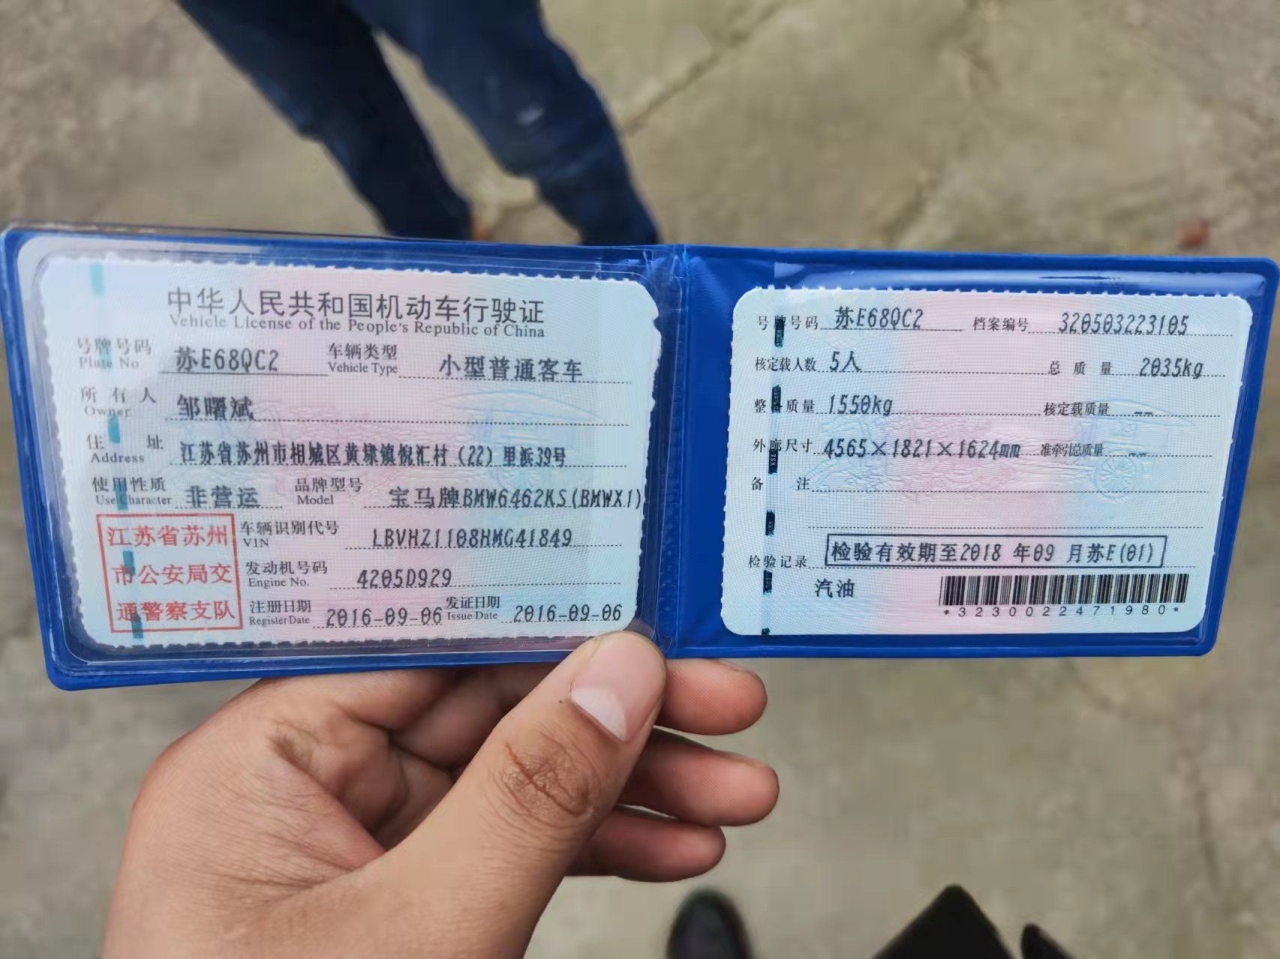 中华人民共和国机动车行驶证
Vehicle License of the People's Republic of China
号牌号码 苏E68QC2 车辆类型 小型普通客车
Plate No. Vehicle Type
所有人 邹曙斌
Owner
住址 江苏省苏州市相城区黄埭镇倪汇村(22)里浜39号
Address
使用性质 非营运 品牌型号 宝马牌BMW6462KS(BMWX1)
Use Character Model
江苏省苏州
市公安局交
通警察支队
车辆识别代号 LBVHZ1108HMG41849
VIN
发动机号码 4205D929
Engine No.
注册日期 2016-09-06 发证日期 2016-09-06
Register Date Issue Date
号牌号码 苏E68QC2 档案编号 320503223105
核定载人数 5人 总质量 2035kg
整备质量 1550kg 核定载质量 --
外廓尺寸 4565×1821×1624mm 准牵引总质量 --
备注
检验记录 检验有效期至2018年09月苏E(01)
汽油
*3230022471980*